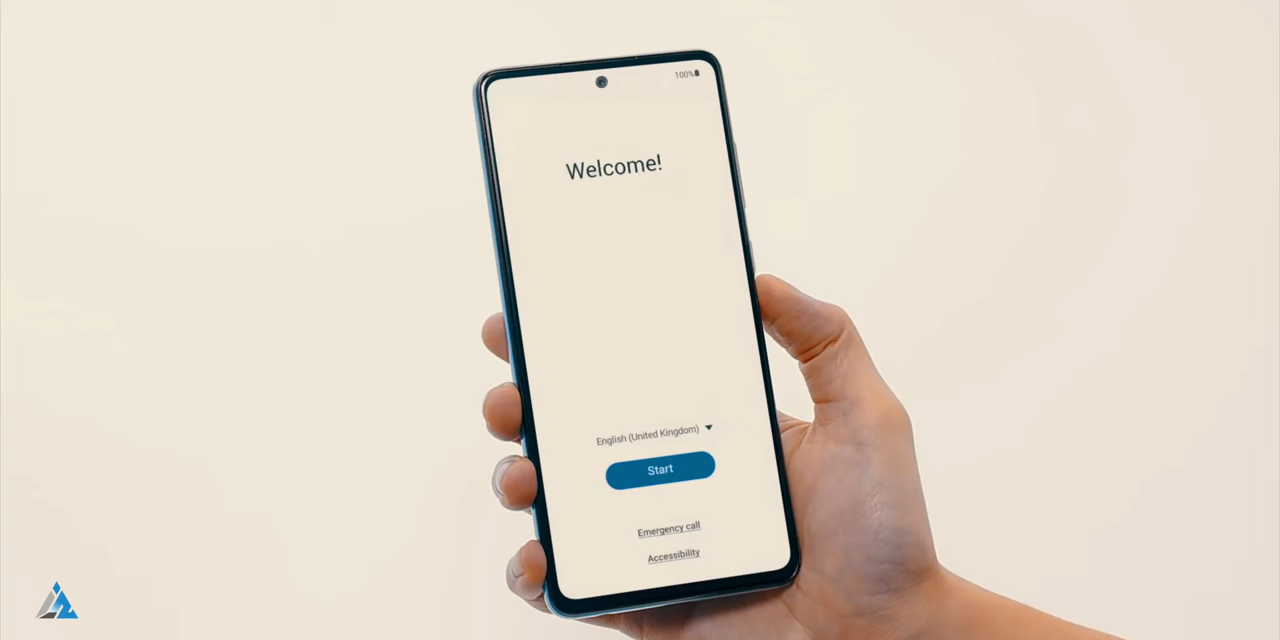 100%
Welcome!
English (United Kingdom)
Start
Emergency call
Accessibility